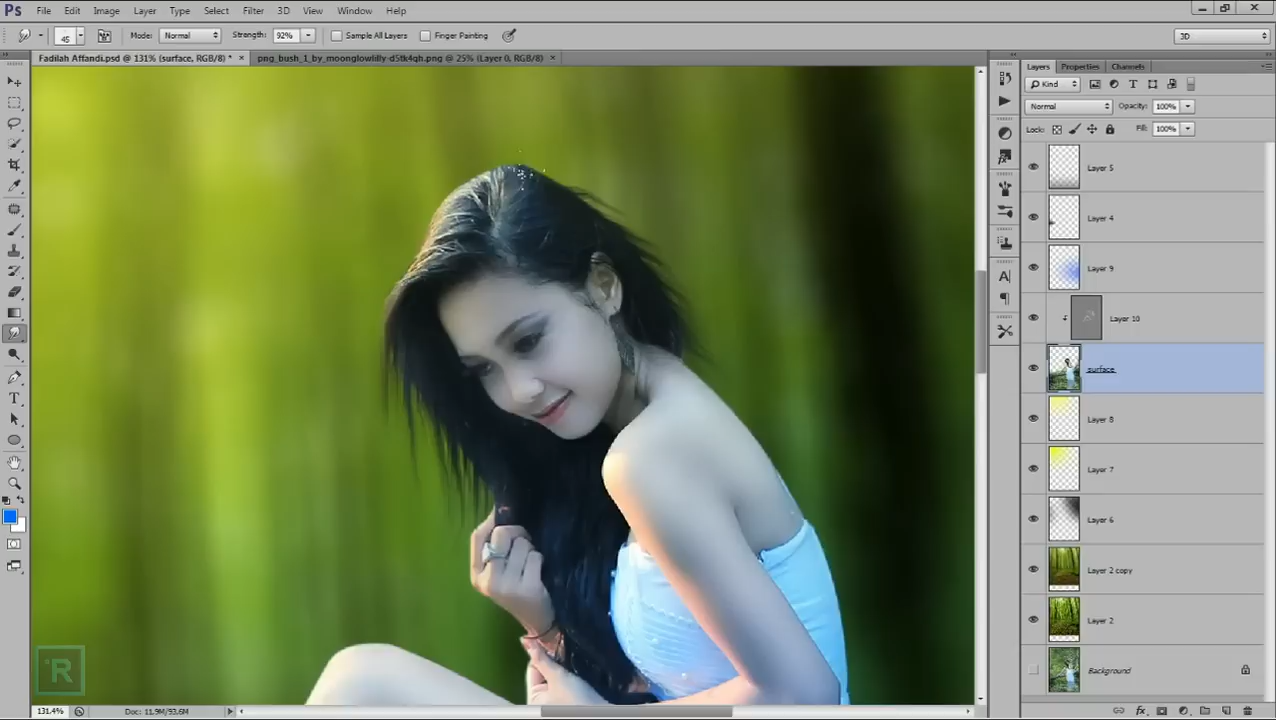 Ps File Edit Image Layer Type Select Filter 3D View Window Help
45 Mode: Normal Strength: 92% Sample All Layers Finger Painting 3D
Fadilah Affandi.psd @ 131% (surface, RGB/8) * × png_bush_1_by_moonglowlilly-d5tk4qh.png @ 25% (Layer 0, RGB/8) ×
Layers Properties Channels
Kind
Normal Opacity: 100%
Lock: Fill: 100%
Layer 5
Layer 4
Layer 9
Layer 10
surface
Layer 8
Layer 7
Layer 6
Layer 2 copy
Layer 2
Background
R
131.4% Doc: 11.9M/93.6M